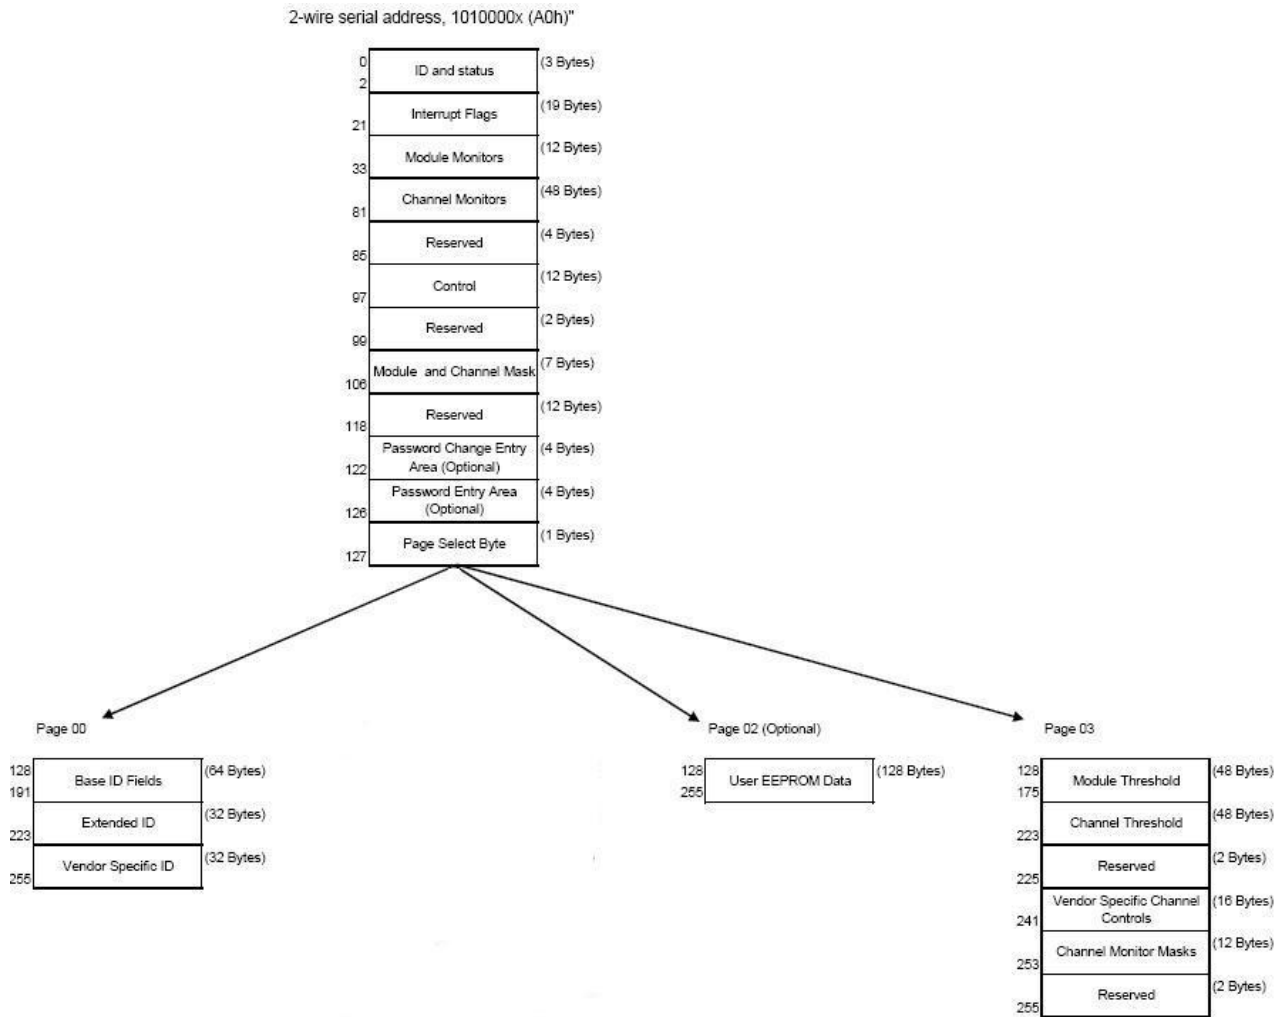 2-wire serial address, 1010000x (A0h)"
0
2
ID and status
(3 Bytes)
21
Interrupt Flags
(19 Bytes)
33
Module Monitors
(12 Bytes)
81
Channel Monitors
(48 Bytes)
85
Reserved
(4 Bytes)
97
Control
(12 Bytes)
99
Reserved
(2 Bytes)
106
Module and Channel Mask
(7 Bytes)
118
Reserved
(12 Bytes)
122
Password Change Entry
Area (Optional)
(4 Bytes)
126
Password Entry Area
(Optional)
(4 Bytes)
127
Page Select Byte
(1 Bytes)
Page 00
128
191
Base ID Fields
(64 Bytes)
223
Extended ID
(32 Bytes)
255
Vendor Specific ID
(32 Bytes)
Page 02 (Optional)
128
255
User EEPROM Data
(128 Bytes)
Page 03
128
175
Module Threshold
(48 Bytes)
223
Channel Threshold
(48 Bytes)
225
Reserved
(2 Bytes)
241
Vendor Specific Channel
Controls
(16 Bytes)
253
Channel Monitor Masks
(12 Bytes)
255
Reserved
(2 Bytes)